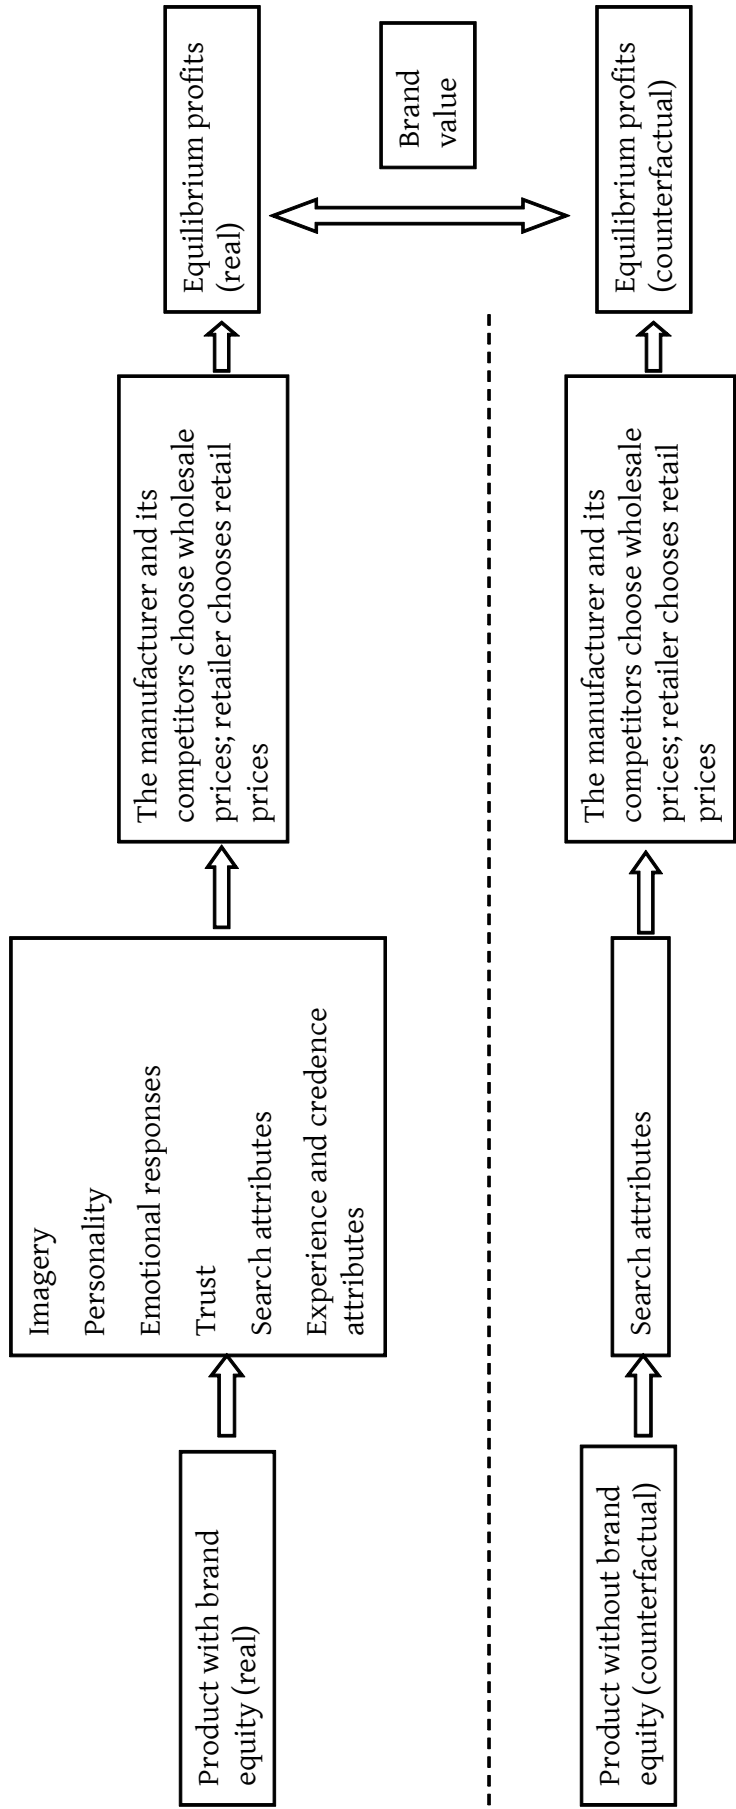 Product with brand
equity (real)
Imagery
Personality
Emotional responses
Trust
Search attributes
Experience and credence
attributes
The manufacturer and its
competitors choose wholesale
prices; retailer chooses retail
prices
Equilibrium profits
(real)
Brand
value
Product without brand
equity (counterfactual)
Search attributes
The manufacturer and its
competitors choose wholesale
prices; retailer chooses retail
prices
Equilibrium profits
(counterfactual)